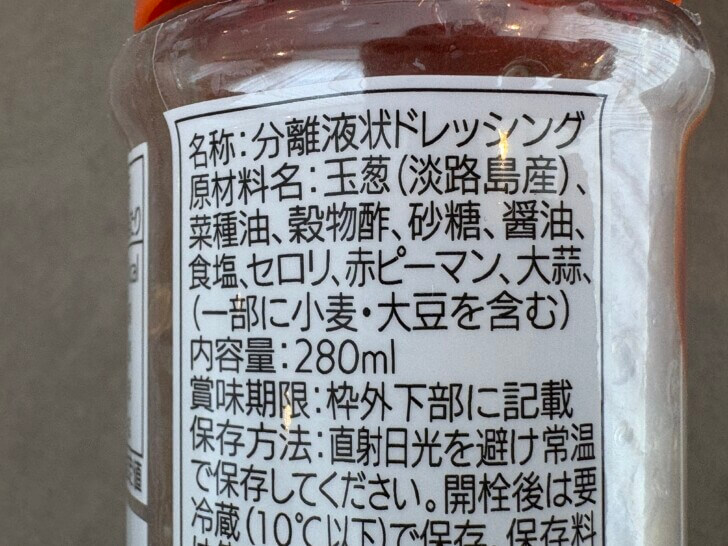 名称:分離液状ドレッシング
原材料名:玉葱(淡路島産)、
菜種油、穀物酢、砂糖、醤油、
食塩、セロリ、赤ピーマン、大蒜、
(一部に小麦・大豆を含む)
内容量:280ml
賞味期限:枠外下部に記載
保存方法:直射日光を避け常温
で保存してください。開栓後は要
冷蔵(10℃以下)で保存。保存料